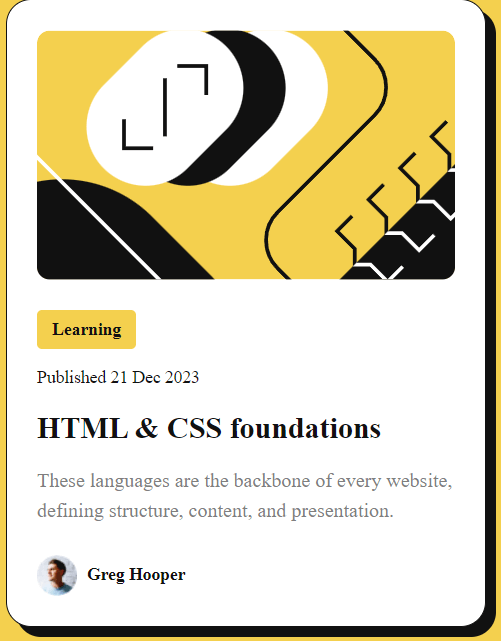 Learning
Published 21 Dec 2023
HTML & CSS foundations
These languages are the backbone of every website,
defining structure, content, and presentation.
Greg Hooper